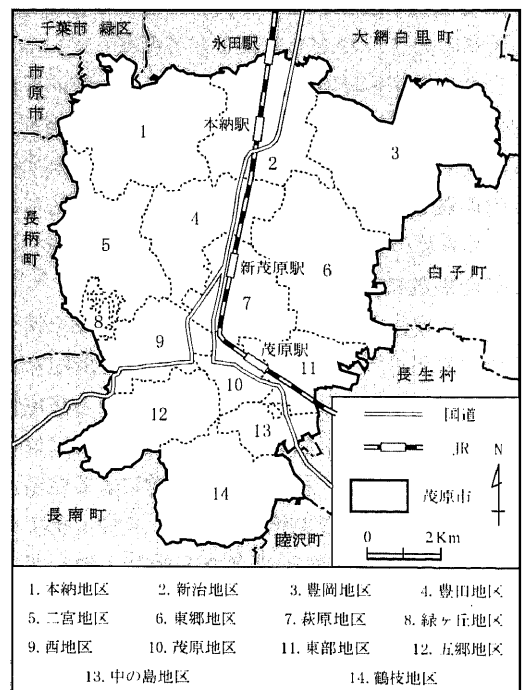 千葉市 緑区
大網白里町
永田駅
市原市
本納駅
1
2
3
長柄町
4
5
6
白子町
新茂原駅
7
8
9
茂原駅
11
長生村
10
12
13
14
長南町
睦沢町
国道
JR
N
茂原市
0 2Km
1. 本納地区 2. 新治地区 3. 豊岡地区 4. 豊田地区
5. 二宮地区 6. 東郷地区 7. 萩原地区 8. 緑ヶ丘地区
9. 西地区 10. 茂原地区 11. 東部地区 12. 五郷地区
13. 中の島地区 14. 鶴枝地区